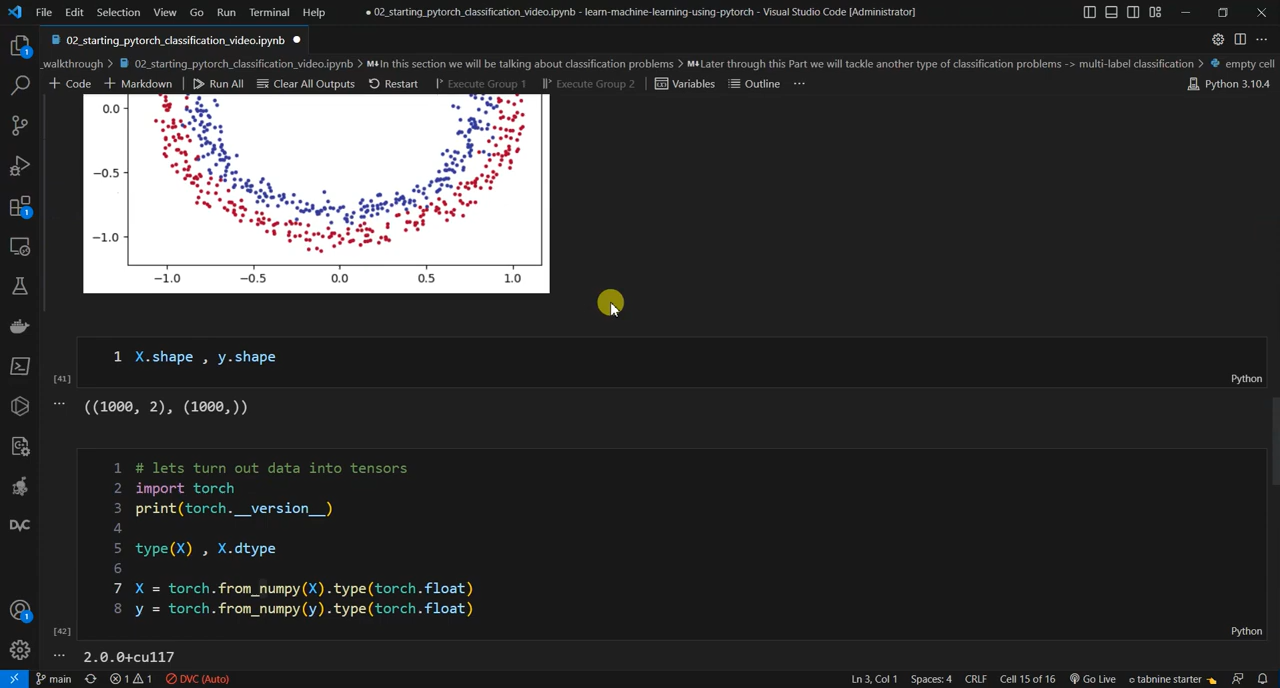 File Edit Selection View Go Run Terminal Help
● 02_starting_pytorch_classification_video.ipynb - learn-machine-learning-using-pytorch - Visual Studio Code [Administrator]
02_starting_pytorch_classification_video.ipynb ●
_walkthrough > 02_starting_pytorch_classification_video.ipynb > M↓In this section we will be talking about classification problems > M↓Later through this Part we will tackle another type of classification problems -> multi-label classification > empty cell
+ Code + Markdown Run All Clear All Outputs Restart Execute Group 1 Execute Group 2 Variables Outline ... Python 3.10.4
0.0
−0.5
−1.0
−1.0 −0.5 0.0 0.5 1.0
1 X.shape , y.shape
[41] Python
... ((1000, 2), (1000,))
1 # lets turn out data into tensors
2 import torch
3 print(torch.__version__)
4
5 type(X) , X.dtype
6
7 X = torch.from_numpy(X).type(torch.float)
8 y = torch.from_numpy(y).type(torch.float)
[42] Python
... 2.0.0+cu117
1
1
DVC
1
main 1 1 DVC (Auto) Ln 3, Col 1 Spaces: 4 CRLF Cell 15 of 16 Go Live tabnine starter